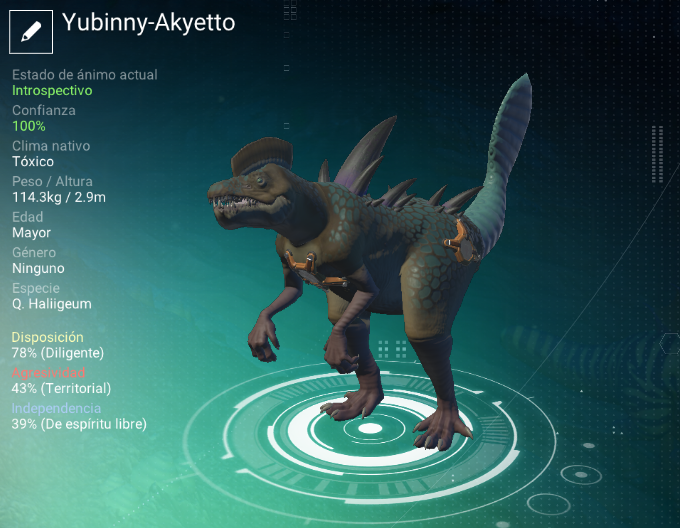 Yubinny-Akyetto
Estado de ánimo actual
Introspectivo
Confianza
100%
Clima nativo
Tóxico
Peso / Altura
114.3kg / 2.9m
Edad
Mayor
Género
Ninguno
Especie
Q. Haliigeum
Disposición
78% (Diligente)
Agresividad
43% (Territorial)
Independencia
39% (De espíritu libre)